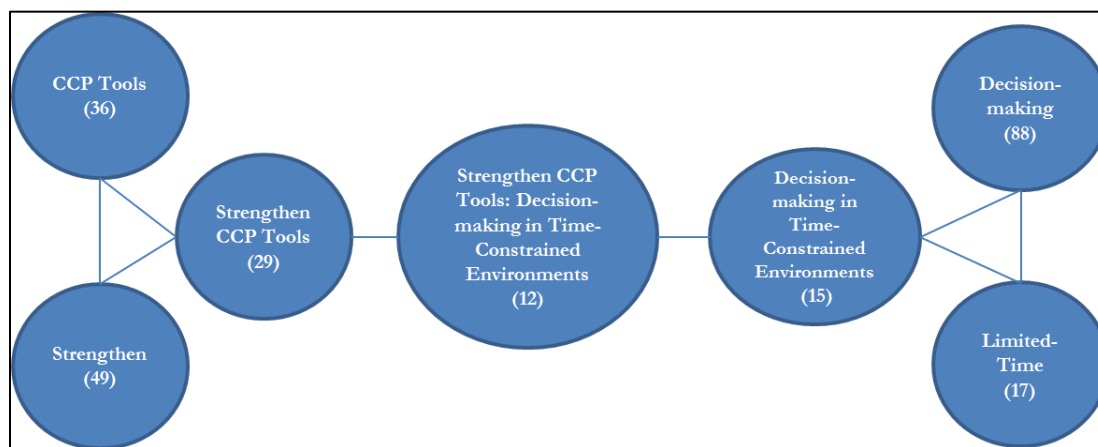 CCP Tools
(36)
Strengthen
(49)
Strengthen
CCP Tools
(29)
Strengthen CCP
Tools: Decision-
making in Time-
Constrained
Environments
(12)
Decision-
making in
Time-
Constrained
Environments
(15)
Decision-
making
(88)
Limited-
Time
(17)